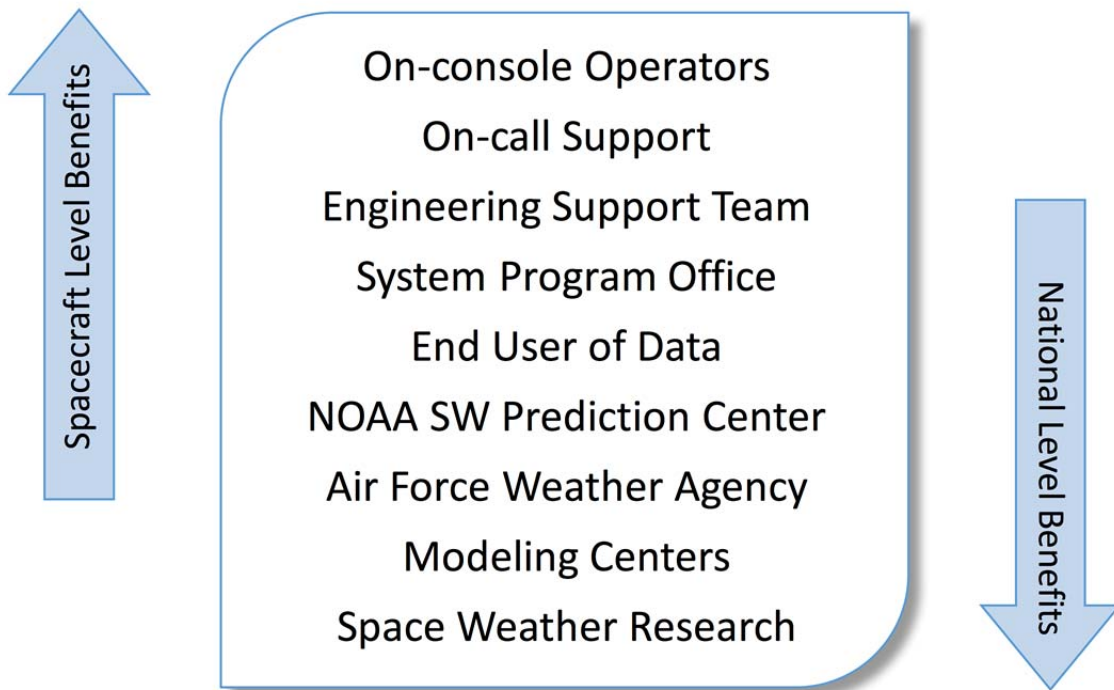 Spacecraft Level Benefits
On-console Operators
On-call Support
Engineering Support Team
System Program Office
End User of Data
NOAA SW Prediction Center
Air Force Weather Agency
Modeling Centers
Space Weather Research
National Level Benefits